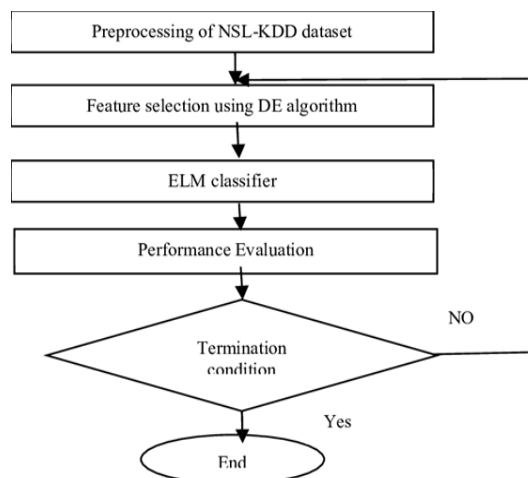 Preprocessing of NSL-KDD dataset
Feature selection using DE algorithm
ELM classifier
Performance Evaluation
NO
Termination
condition
Yes
End